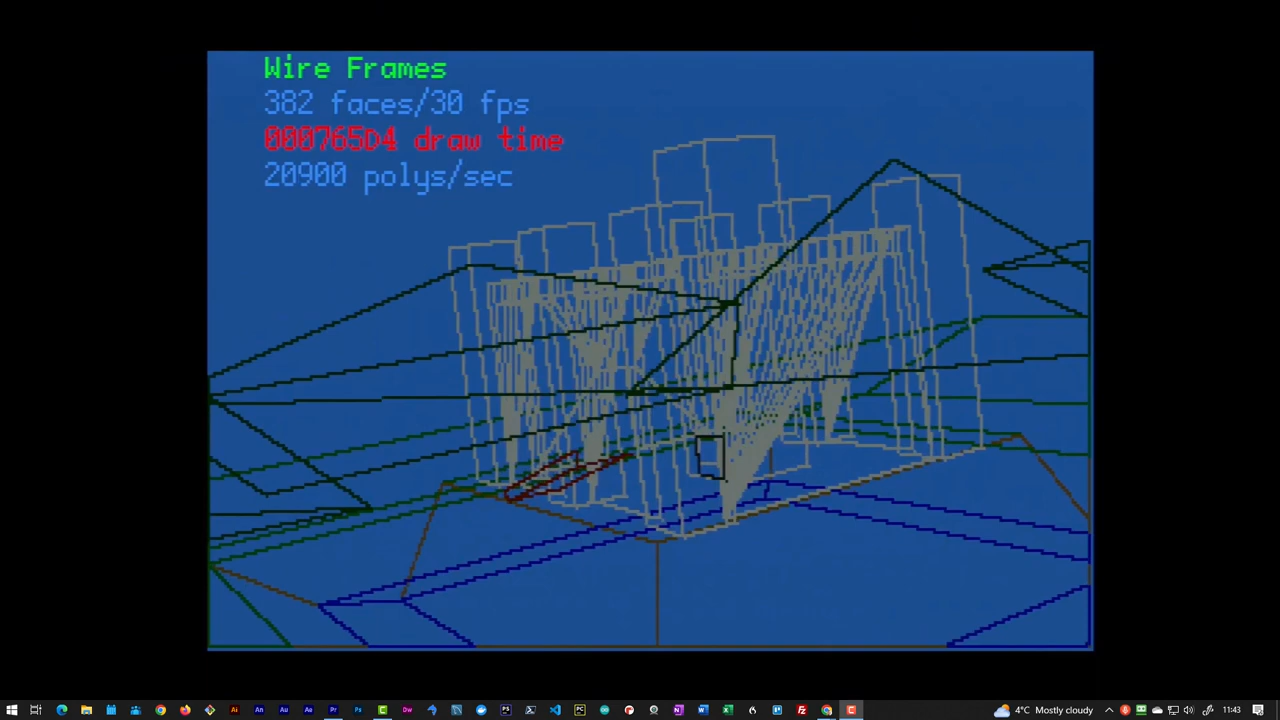 Wire Frames
382 faces/30 fps
000765D4 draw time
20900 polys/sec
4°C Mostly cloudy
11:43